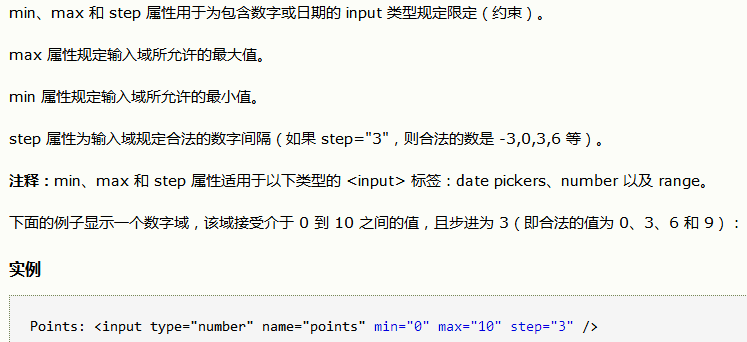 min、max 和 step 属性用于为包含数字或日期的 input 类型规定限定（约束）。
max 属性规定输入域所允许的最大值。
min 属性规定输入域所允许的最小值。
step 属性为输入域规定合法的数字间隔（如果 step="3"，则合法的数是 -3,0,3,6 等）。
注释：min、max 和 step 属性适用于以下类型的 <input> 标签：date pickers、number 以及 range。
下面的例子显示一个数字域，该域接受介于 0 到 10 之间的值，且步进为 3（即合法的值为 0、3、6 和 9）：
实例
Points: <input type="number" name="points" min="0" max="10" step="3" />